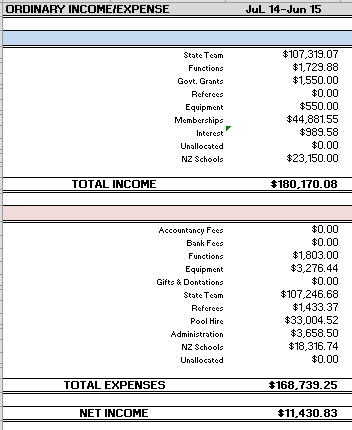 ORDINARY INCOME/EXPENSE JuL 14-Jun 15
State Team $107,319.07
Functions $1,729.88
Govt. Grants $1,550.00
Referees $0.00
Equipment $550.00
Memberships $44,881.55
Interest $989.58
Unallocated $0.00
NZ Schools $23,150.00
TOTAL INCOME $180,170.08
Accountancy Fees $0.00
Bank Fees $0.00
Functions $1,803.00
Equipment $3,276.44
Gifts & Dontations $0.00
State Team $107,246.68
Referees $1,433.37
Pool Hire $33,004.52
Administration $3,658.50
NZ Schools $18,316.74
Unallocated $0.00
TOTAL EXPENSES $168,739.25
NET INCOME $11,430.83